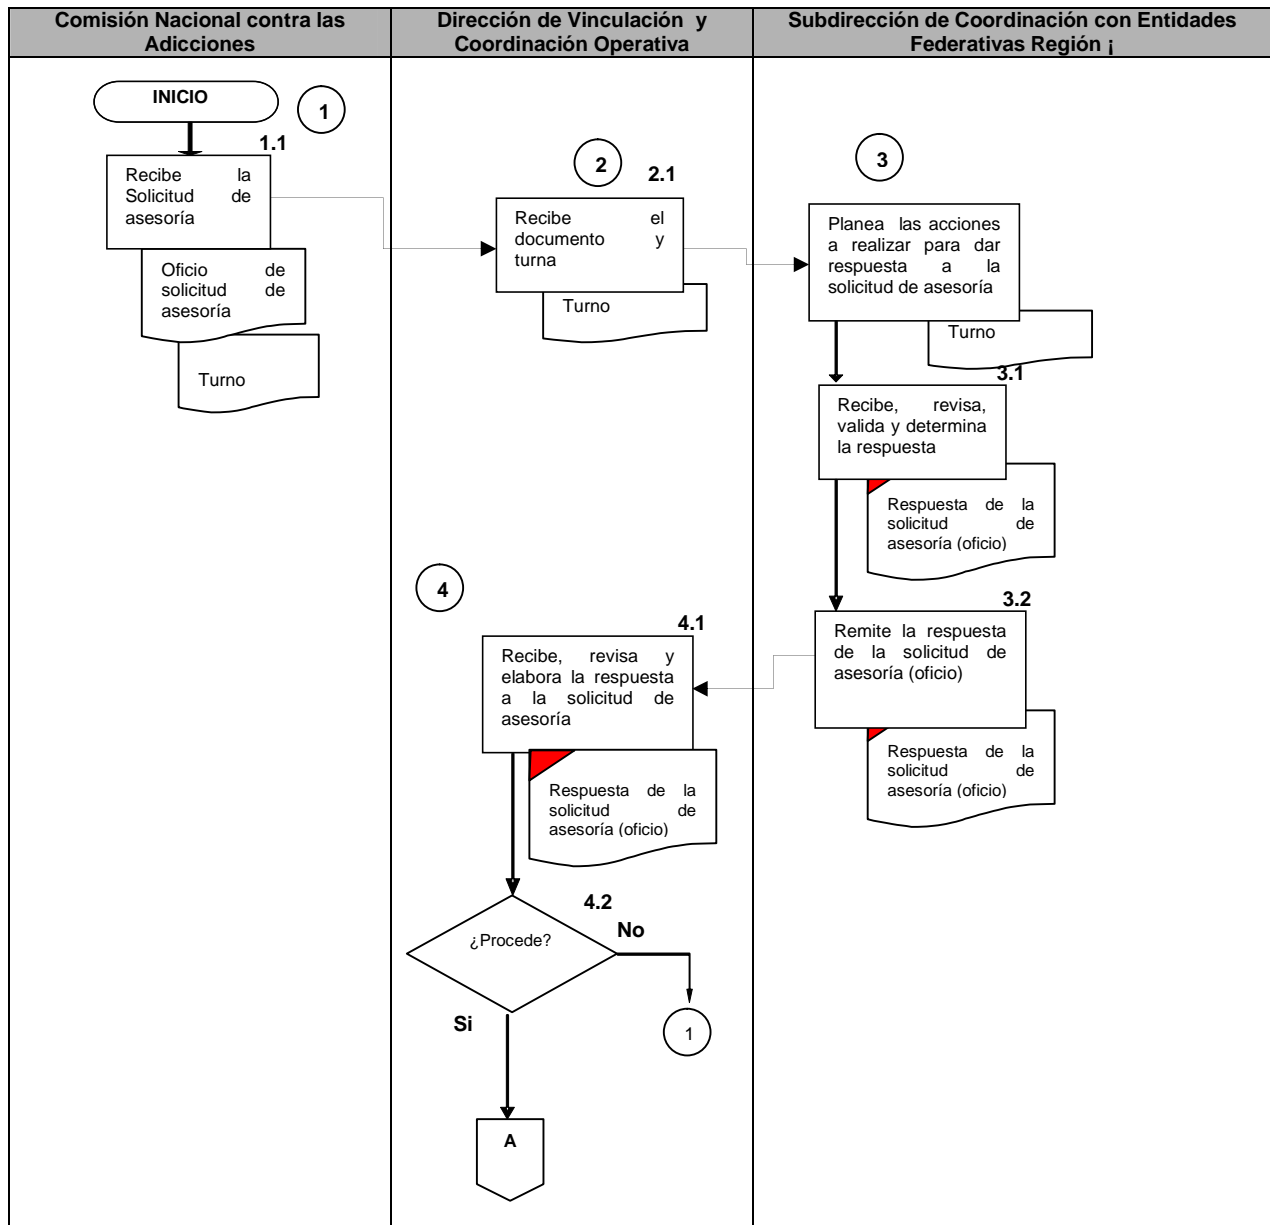 Comisión Nacional contra las
Adicciones
Dirección de Vinculación y
Coordinación Operativa
Subdirección de Coordinación con Entidades
Federativas Región ¡
INICIO
1
1.1
Recibe la
Solicitud de
asesoría
Oficio de
solicitud de
asesoría
Turno
2
2.1
Recibe el
documento y
turna
Turno
3
Planea las acciones
a realizar para dar
respuesta a la
solicitud de asesoría
Turno
3.1
Recibe, revisa,
valida y determina
la respuesta
Respuesta de la
solicitud de
asesoría (oficio)
3.2
Remite la respuesta
de la solicitud de
asesoría (oficio)
Respuesta de la
solicitud de
asesoría (oficio)
4
4.1
Recibe, revisa y
elabora la respuesta
a la solicitud de
asesoría
Respuesta de la
solicitud de
asesoría (oficio)
4.2
¿Procede?
No
1
Si
A